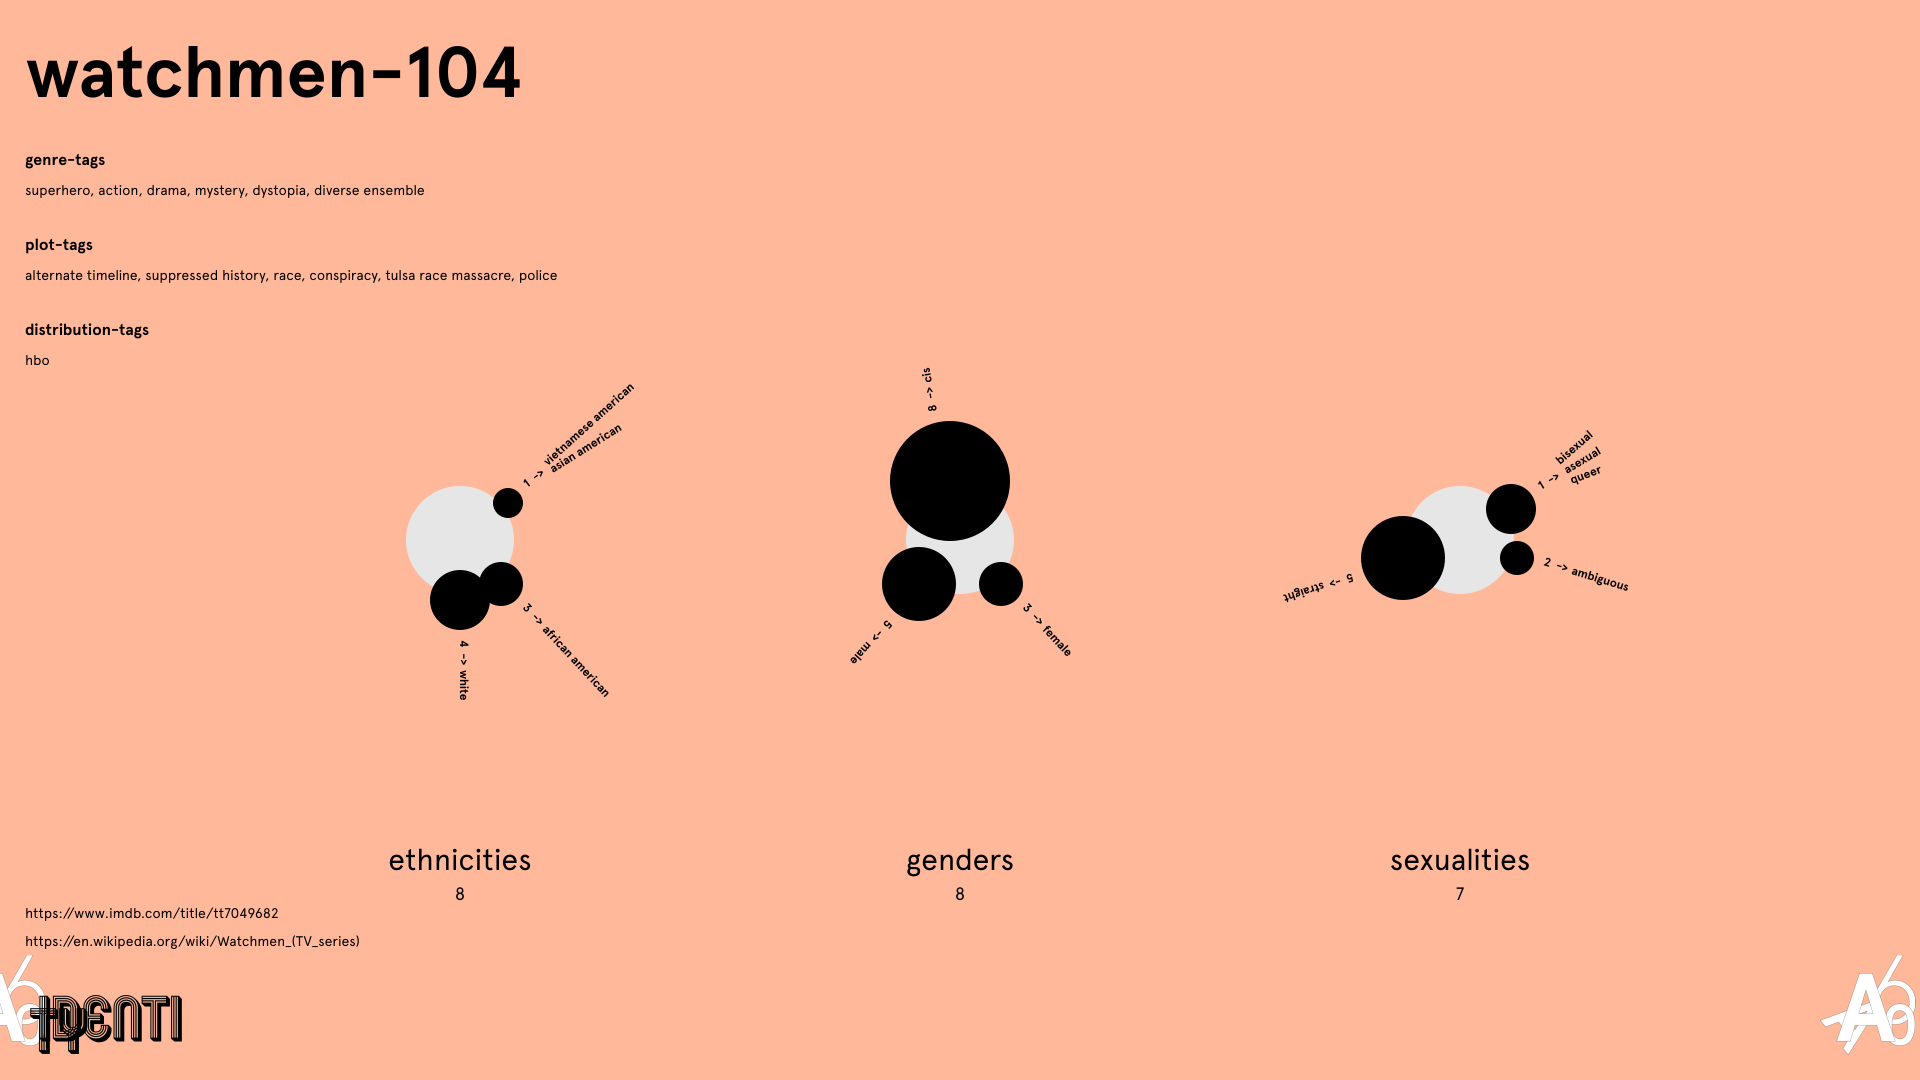 watchmen-104
genre-tags
superhero, action, drama, mystery, dystopia, diverse ensemble
plot-tags
alternate timeline, suppressed history, race, conspiracy, tulsa race massacre, police
distribution-tags
hbo
1 -> vietnamese american
asian american
3 -> african american
4 -> white
ethnicities
8
8 -> cis
5 -> male
3 -> female
genders
8
1 -> bisexual
asexual
queer
2 -> ambiguous
5 -> straight
sexualities
7
https://www.imdb.com/title/tt7049682
https://en.wikipedia.org/wiki/Watchmen_(TV_series)
IDENTI